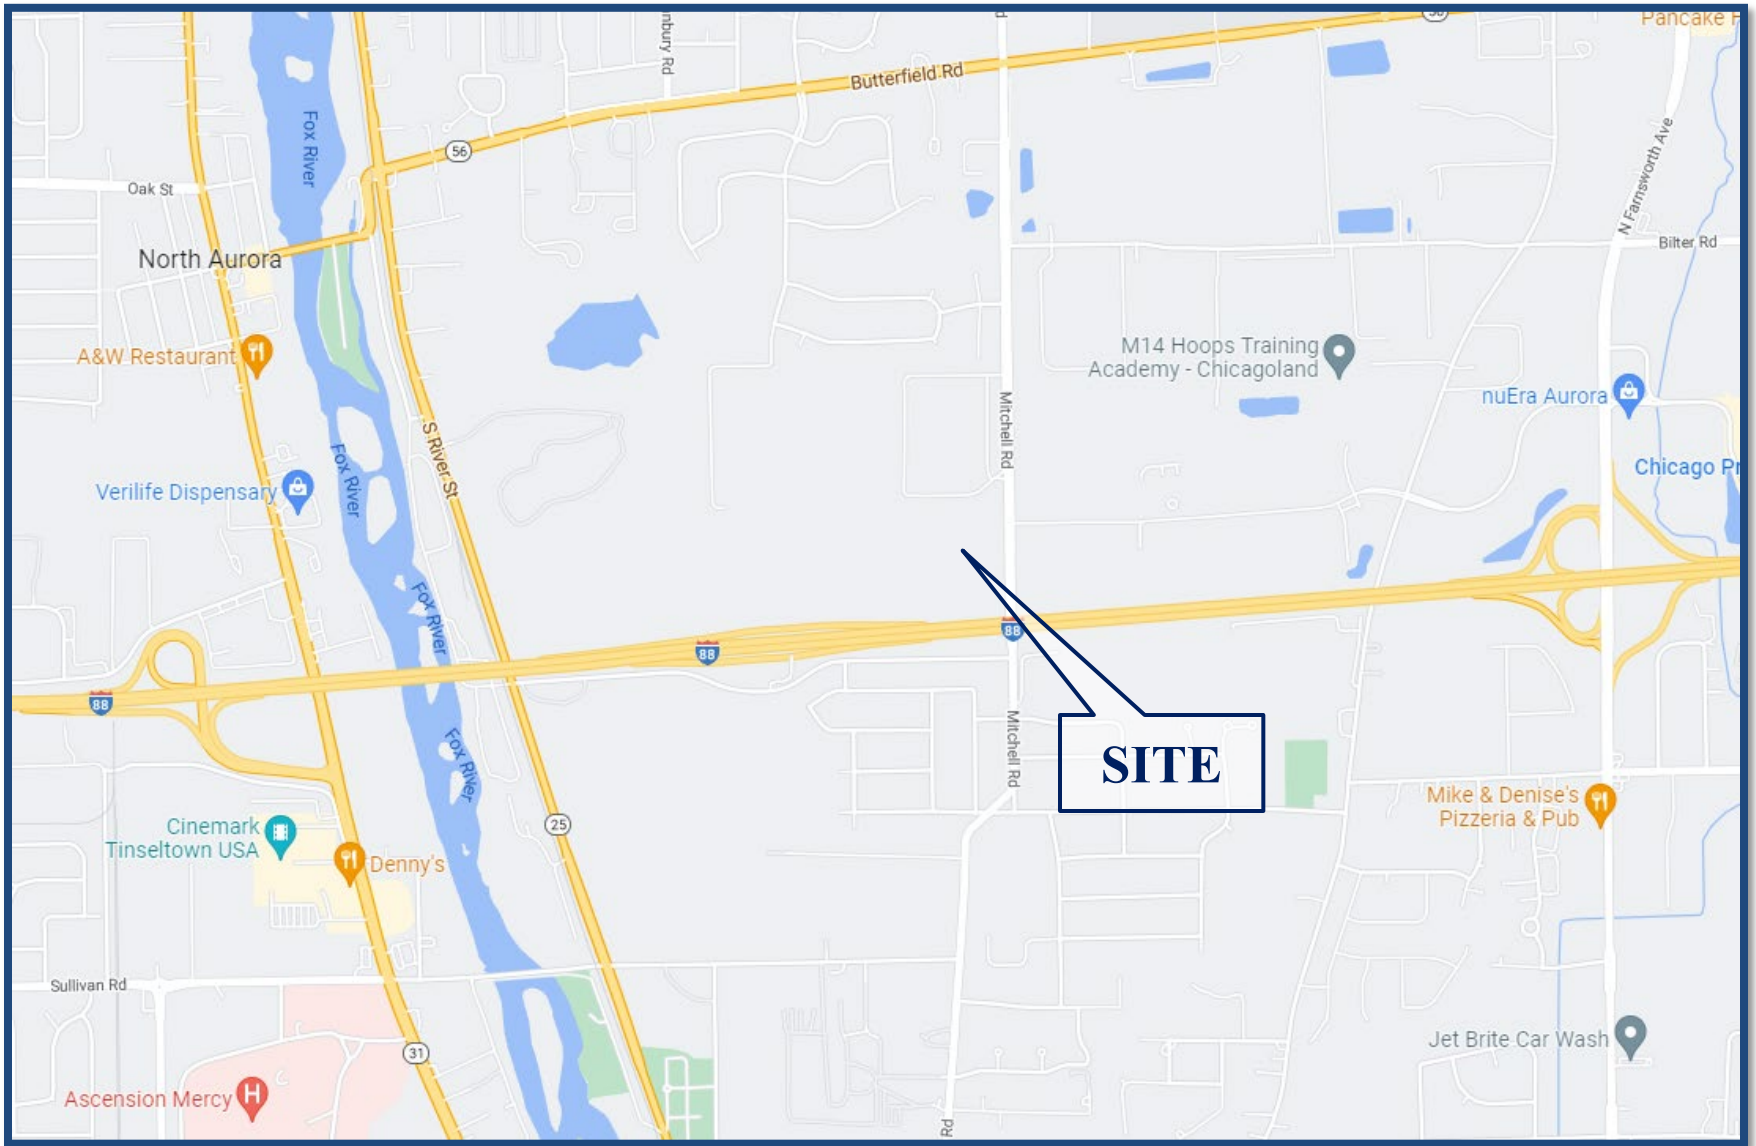 Pancake
nbury Rd
Butterfield Rd
56
Fox River
Oak St
N Farnsworth Ave
Bilter Rd
North Aurora
A&W Restaurant
M14 Hoops Training
Academy - Chicagoland
nuEra Aurora
Mitchell Rd
S River St
Fox River
Chicago
Verilife Dispensary
Fox River
88
88
88
Mitchell Rd
SITE
Fox River
Cinemark
Tinseltown USA
Denny's
25
Mike & Denise's
Pizzeria & Pub
Sullivan Rd
31
Jet Brite Car Wash
Ascension Mercy
H
Rd